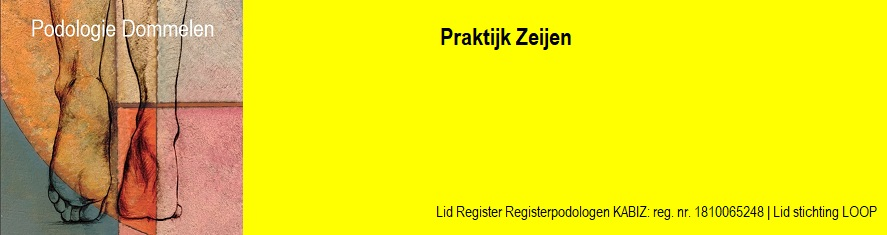 Podologie Dommelen
Praktijk Zeijen
Lid Register Registerpodologen KABIZ: reg. nr. 1810065248 | Lid stichting LOOP